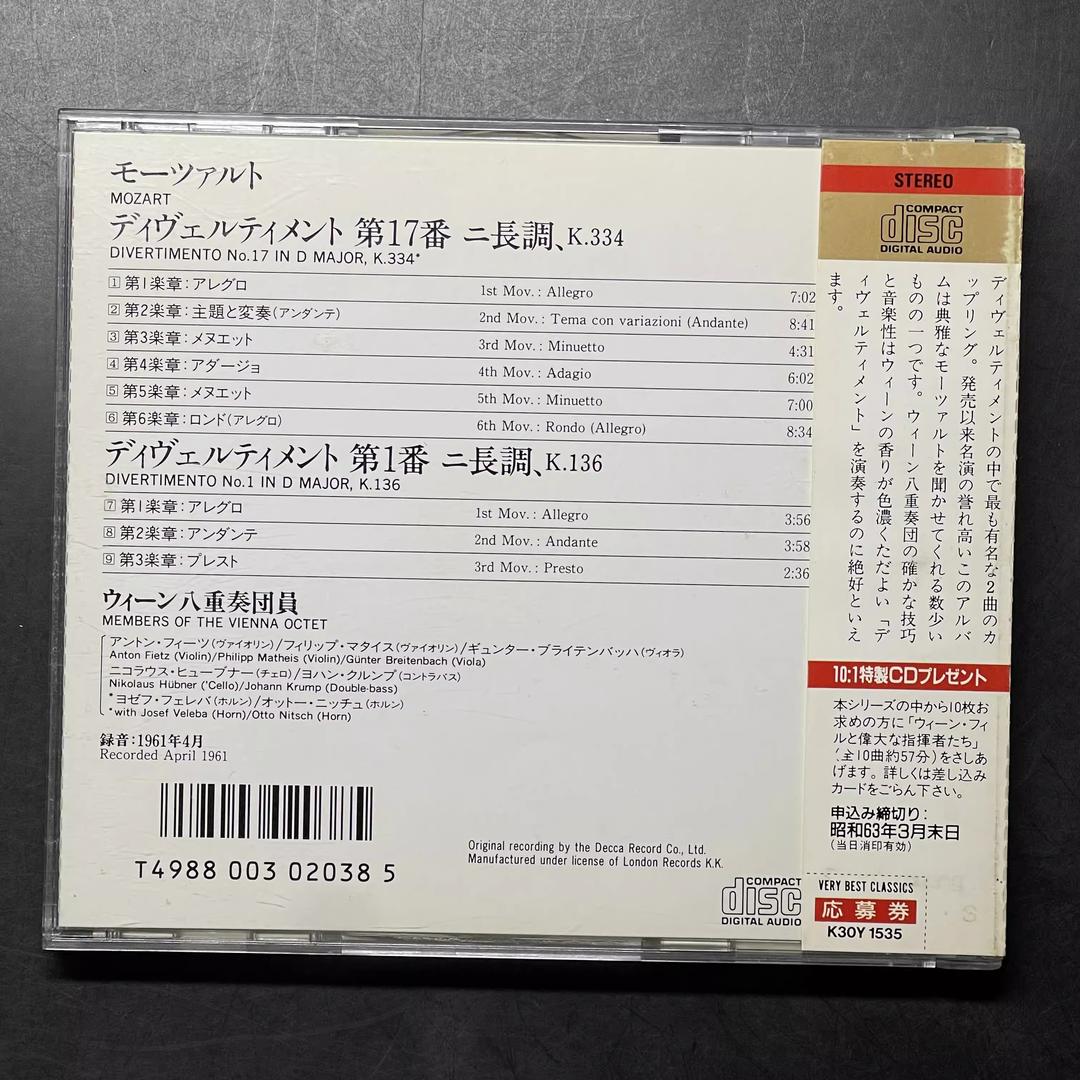 モーツァルト
MOZART
ディヴェルティメント 第17番 ニ長調、K.334
DIVERTIMENTO No.17 IN D MAJOR, K.334*
1 第1楽章：アレグロ 1st Mov. : Allegro 7:02
2 第2楽章：主題と変奏(アンダンテ) 2nd Mov. : Tema con variazioni (Andante) 8:41
3 第3楽章：メヌエット 3rd Mov. : Minuetto 4:31
4 第4楽章：アダージョ 4th Mov. : Adagio 6:02
5 第5楽章：メヌエット 5th Mov. : Minuetto 7:00
6 第6楽章：ロンド(アレグロ) 6th Mov. : Rondo (Allegro) 8:34
ディヴェルティメント 第1番 ニ長調、K.136
DIVERTIMENTO No.1 IN D MAJOR, K.136
7 第1楽章：アレグロ 1st Mov. : Allegro 3:56
8 第2楽章：アンダンテ 2nd Mov. : Andante 3:58
9 第3楽章：プレスト 3rd Mov. : Presto 2:36
ウィーン八重奏団員
MEMBERS OF THE VIENNA OCTET
アントン・フィーツ(ヴァイオリン)/フィリップ・マタイス(ヴァイオリン)/ギュンター・ブライテンバッハ(ヴィオラ)
Anton Fietz (Violin)/Philipp Matheis (Violin)/Günter Breitenbach (Viola)
ニコラウス・ヒューブナー(チェロ)/ヨハン・クルンプ(コントラバス)
Nikolaus Hübner ('Cello)/Johann Krump (Double-bass)
*ヨゼフ・フェレバ(ホルン)/オットー・ニッチュ(ホルン)
*with Josef Veleba (Horn)/Otto Nitsch (Horn)
録音：1961年4月
Recorded April 1961
T4988 003 02038 5
Original recording by the Decca Record Co., Ltd.
Manufactured under license of London Records K.K.
COMPACT
disc
DIGITAL AUDIO
STEREO
COMPACT
disc
DIGITAL AUDIO
ディヴェルティメントの中で最も有名な2曲のカ
ップリング。発売以来名演の誉れ高いこのアルバ
ムは典雅なモーツァルトを聞かせてくれる数少い
ものの一つです。ウィーン八重奏団の確かな技巧
と音楽性はウィーンの香りが色濃くただよい「デ
ィヴェルティメント」を演奏するのに絶好といえ
ます。
10:1特製CDプレゼント
本シリーズの中から10枚お
求めの方に「ウィーン・フィ
ルと偉大な指揮者たち」
(全10曲約57分)をさしあ
げます。詳しくは差し込み
カードをごらん下さい。
申込み締切り：
昭和63年3月末日
(当日消印有効)
VERY BEST CLASSICS
応募券
K30Y 1535